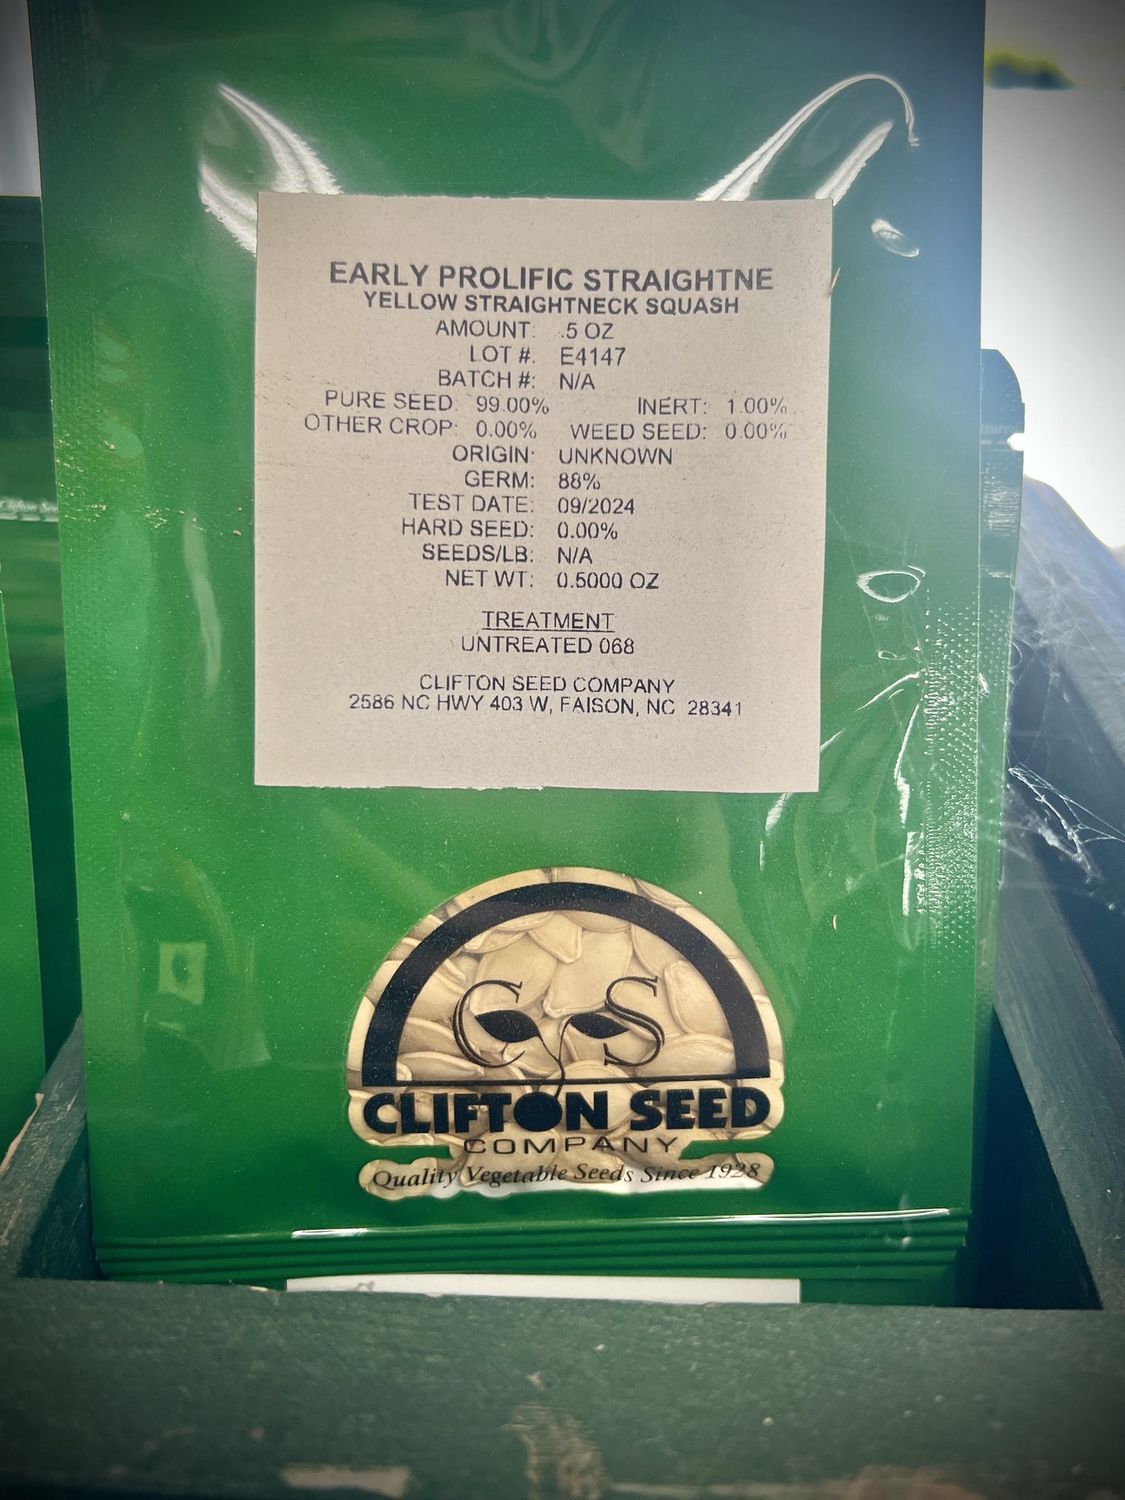 EARLY PROLIFIC STRAIGHTNE
YELLOW STRAIGHTNECK SQUASH
AMOUNT: .5 OZ
LOT #: E4147
BATCH #: N/A
PURE SEED: 99.00% INERT: 1.00%
OTHER CROP: 0.00% WEED SEED: 0.00%
ORIGIN: UNKNOWN
GERM: 88%
TEST DATE: 09/2024
HARD SEED: 0.00%
SEEDS/LB: N/A
NET WT: 0.5000 OZ
TREATMENT
UNTREATED 068
CLIFTON SEED COMPANY
2586 NC HWY 403 W, FAISON, NC 28341
CS
CLIFTON SEED
COMPANY
Quality Vegetable Seeds Since 1928
Clifton